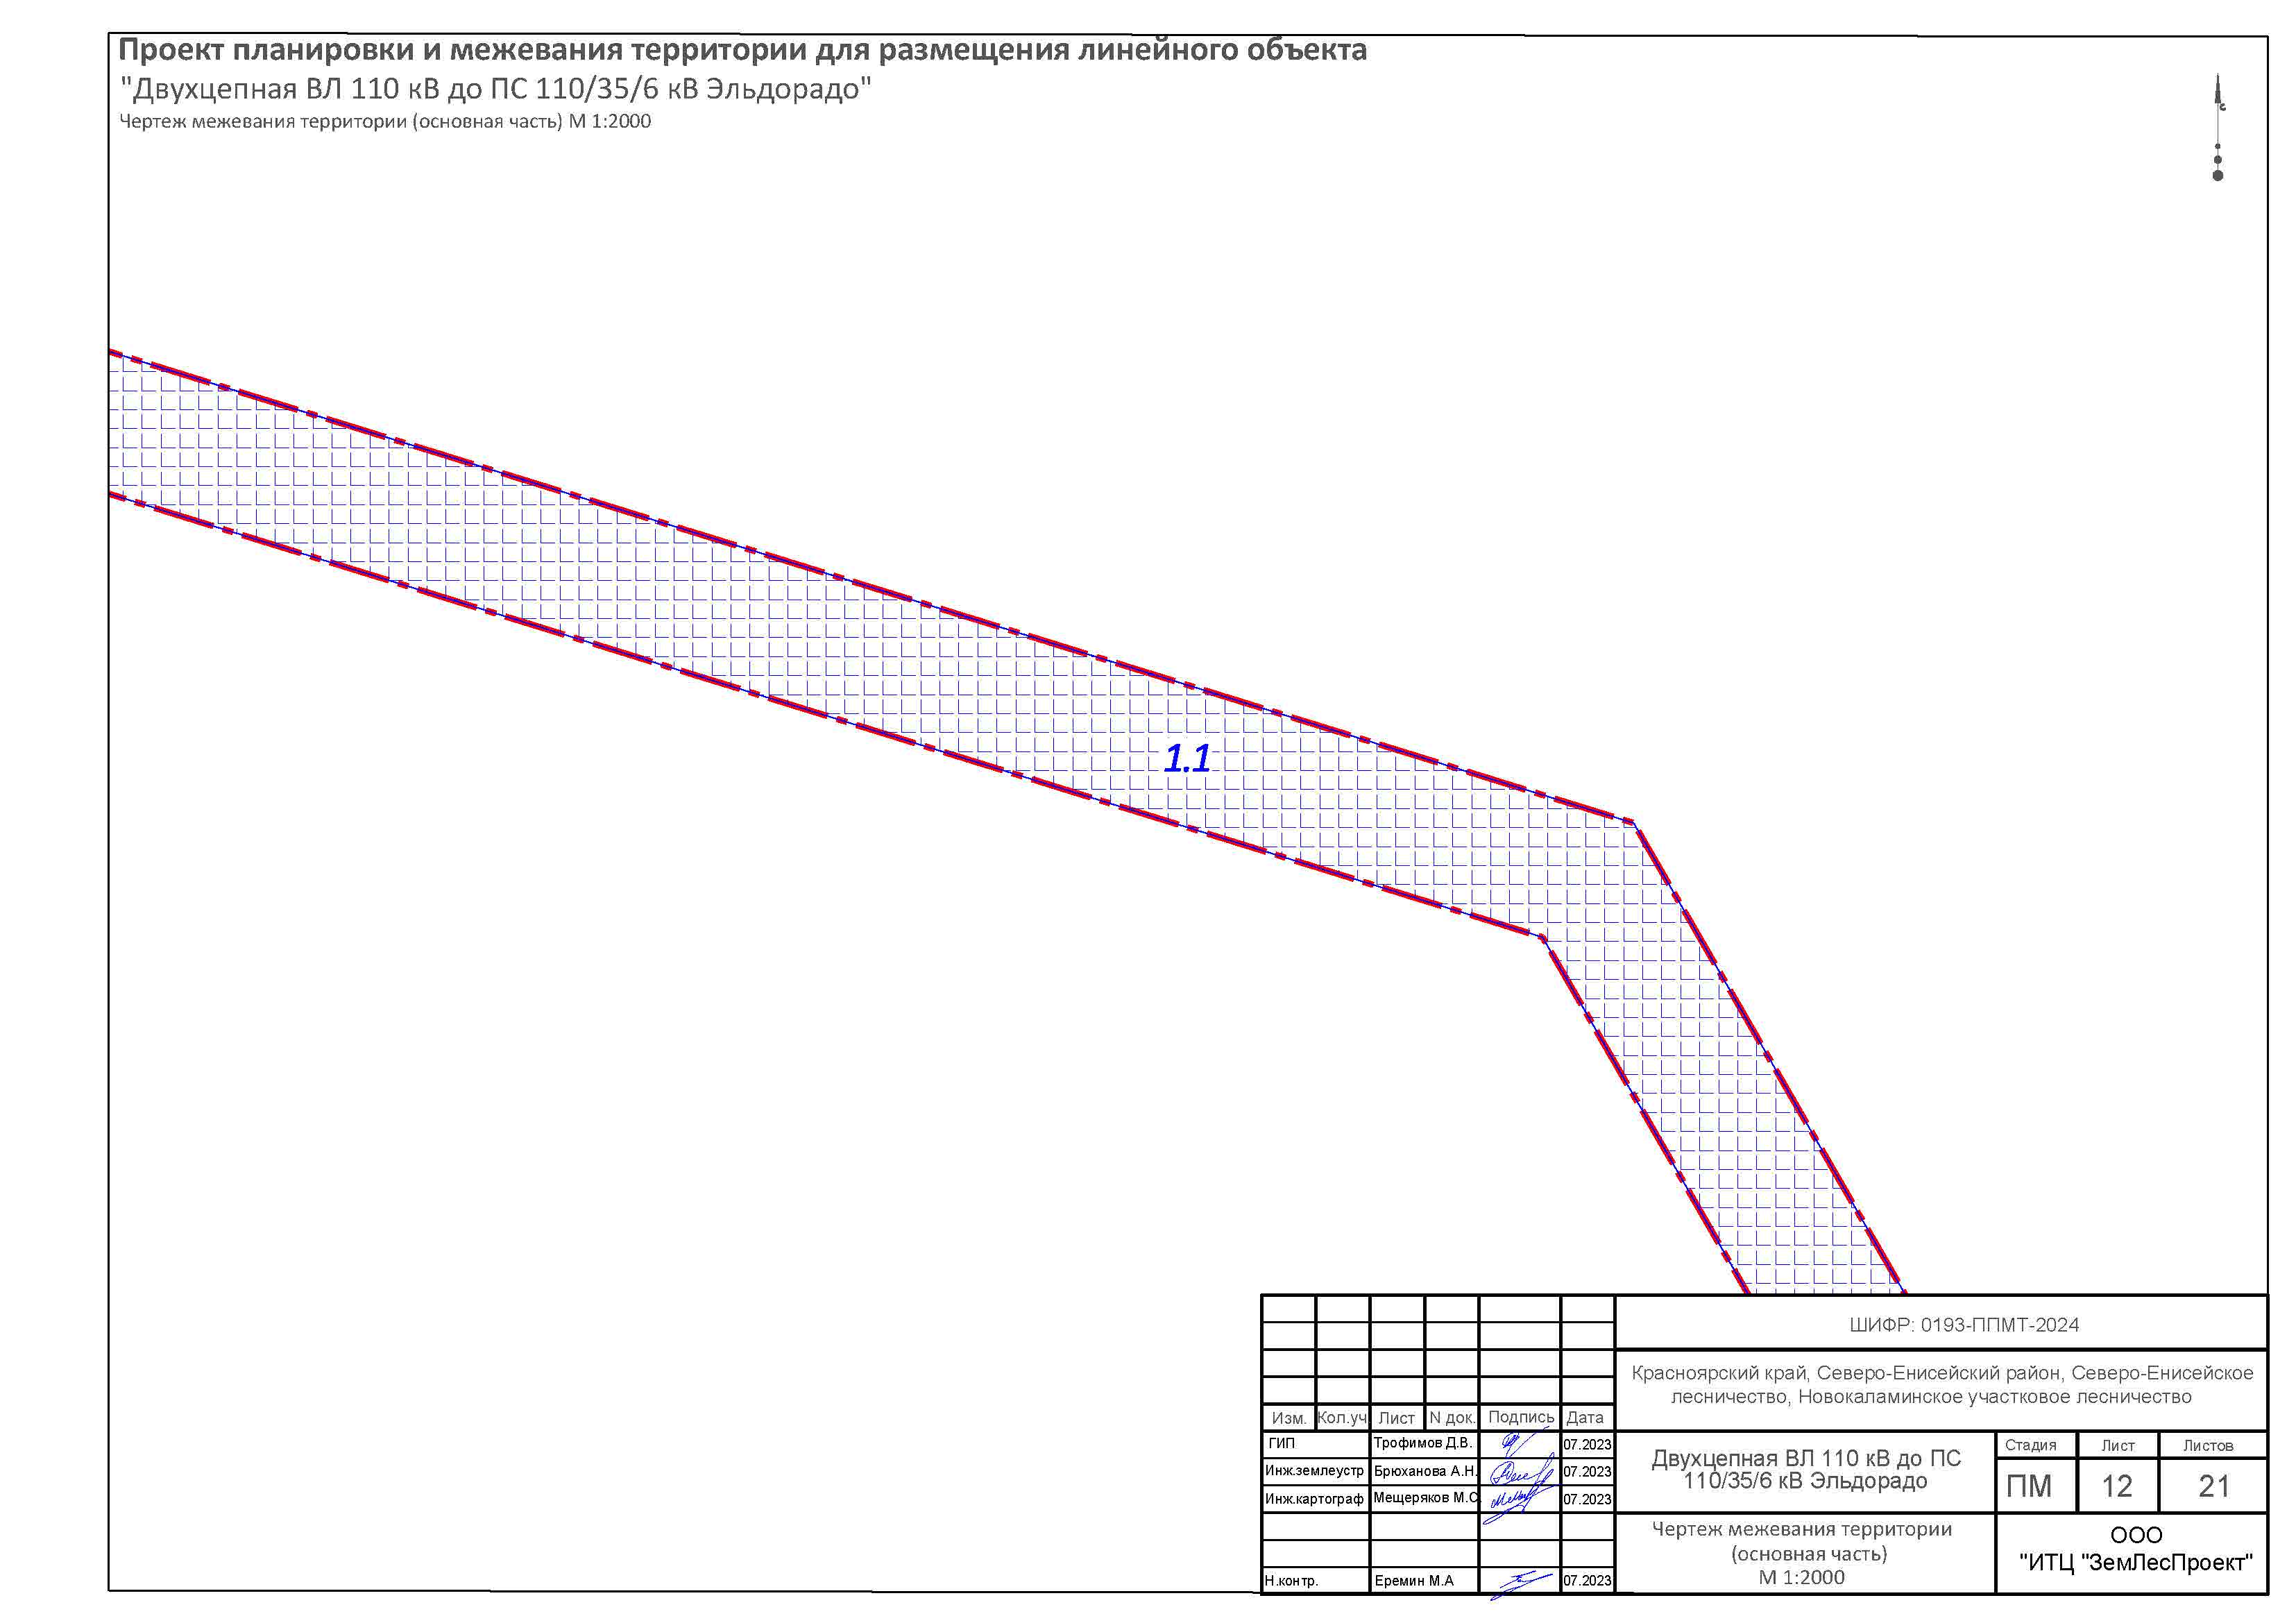 Проект планировки и межевания территории для размещения линейного объекта
"Двухцепная ВЛ 110 кВ до ПС 110/35/6 кВ Эльдорадо"
Чертеж межевания территории (основная часть) М 1:2000
1.1
ШИФР: 0193-ППМТ-2024
Красноярский край, Северо-Енисейский район, Северо-Енисейское
лесничество, Новокаламинское участковое лесничество
Изм. Кол.уч Лист N док. Подпись Дата
ГИП Трофимов Д.В. 07.2023
Инж.землеустр Брюханова А.Н. 07.2023
Инж.картограф Мещеряков М.С. 07.2023
Н.контр. Еремин М.А 07.2023
Двухцепная ВЛ 110 кВ до ПС
110/35/6 кВ Эльдорадо
Стадия Лист Листов
ПМ 12 21
Чертеж межевания территории
(основная часть)
М 1:2000
ООО
"ИТЦ "ЗемЛесПроект"